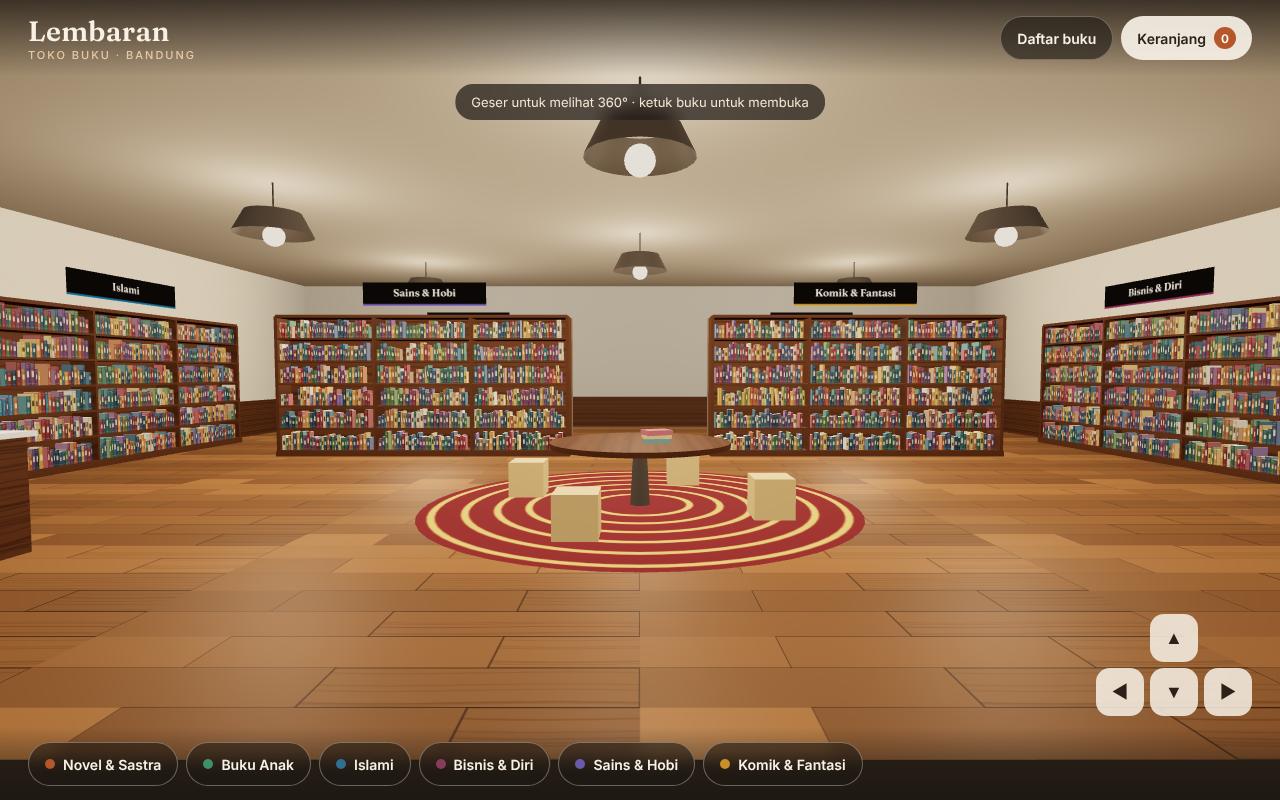 Lembaran
TOKO BUKU · BANDUNG
Daftar buku
Keranjang 0
Geser untuk melihat 360° · ketuk buku untuk membuka
Islami
Sains & Hobi
Komik & Fantasi
Bisnis & Diri
Novel & Sastra
Buku Anak
Islami
Bisnis & Diri
Sains & Hobi
Komik & Fantasi